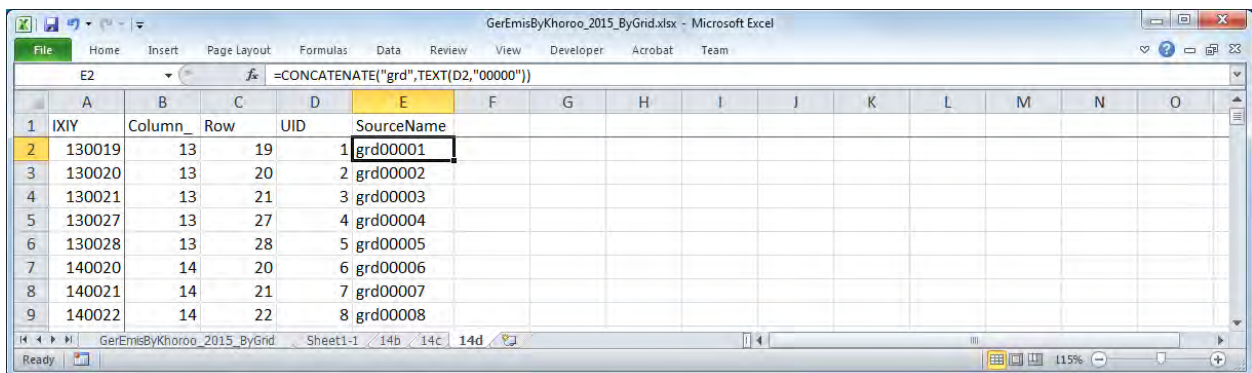 GerEmisByKhoroo_2015_ByGrid.xlsx - Microsoft Excel
File Home Insert Page Layout Formulas Data Review View Developer Acrobat Team
E2 fx =CONCATENATE("grd",TEXT(D2,"00000"))
A B C D E F G H I J K L M N O
1 IXIY Column_ Row UID SourceName
2 130019 13 19 1 grd00001
3 130020 13 20 2 grd00002
4 130021 13 21 3 grd00003
5 130027 13 27 4 grd00004
6 130028 13 28 5 grd00005
7 140020 14 20 6 grd00006
8 140021 14 21 7 grd00007
9 140022 14 22 8 grd00008
GerEmisByKhoroo_2015_ByGrid Sheet1-1 14b 14c 14d
Ready 115%